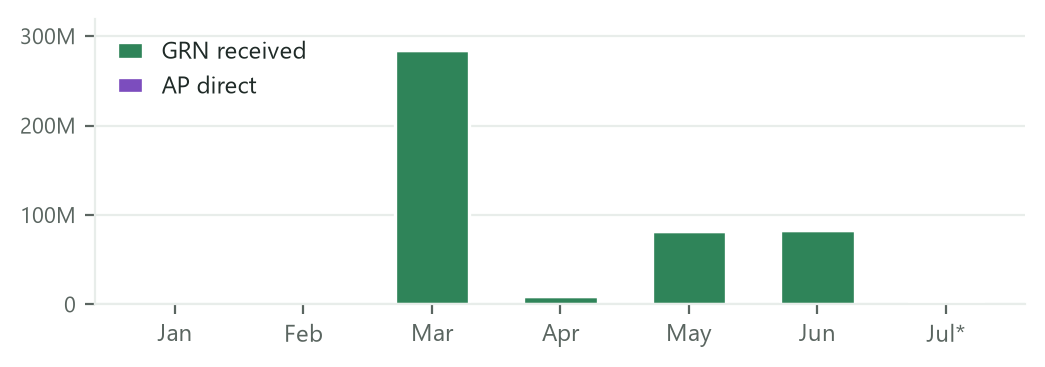 300M
GRN received
AP direct
200M
100M
0
Jan Feb Mar Apr May Jun Jul*